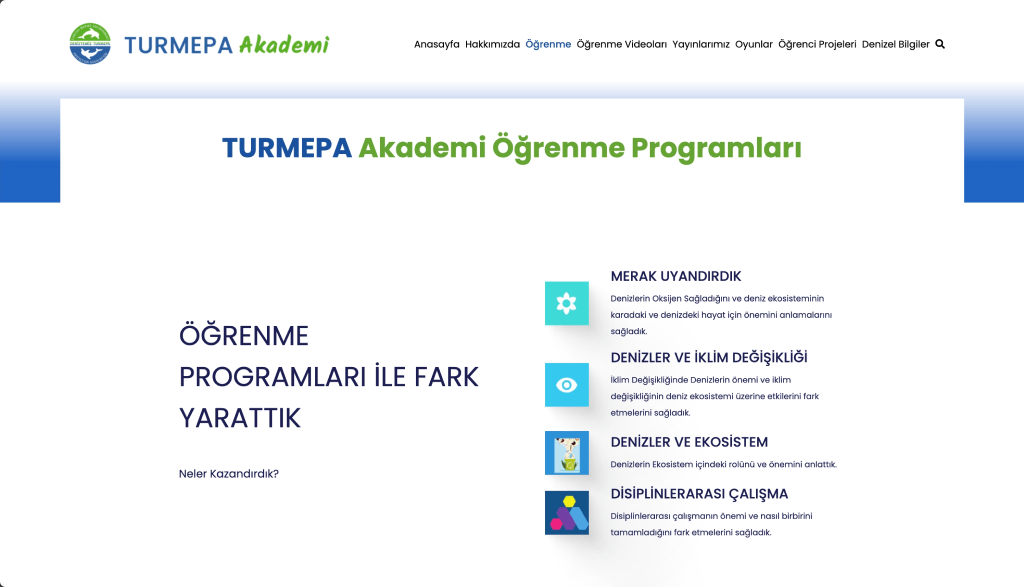 TURMEPA Akademi
Anasayfa Hakkımızda Öğrenme Öğrenme Videoları Yayınlarımız Oyunlar Öğrenci Projeleri Denizel Bilgiler
TURMEPA Akademi Öğrenme Programları
ÖĞRENME
PROGRAMLARI İLE FARK
YARATTIK
Neler Kazandırdık?
MERAK UYANDIRDIK
Denizlerin Oksijen Sağladığını ve deniz ekosisteminin
karadaki ve denizdeki hayat için önemini anlamalarını
sağladık.
DENİZLER VE İKLİM DEĞİŞİKLİĞİ
İklim Değişikliğinde Denizlerin önemi ve iklim
değişikliğinin deniz ekosistemi üzerine etkilerini fark
etmelerini sağladık.
DENİZLER VE EKOSİSTEM
Denizlerin Ekosistem içindeki rolünü ve önemini anlattık.
DİSİPLİNLERARASI ÇALIŞMA
Disiplinlerarası çalışmanın önemi ve nasıl birbirini
tamamladığını fark etmelerini sağladık.